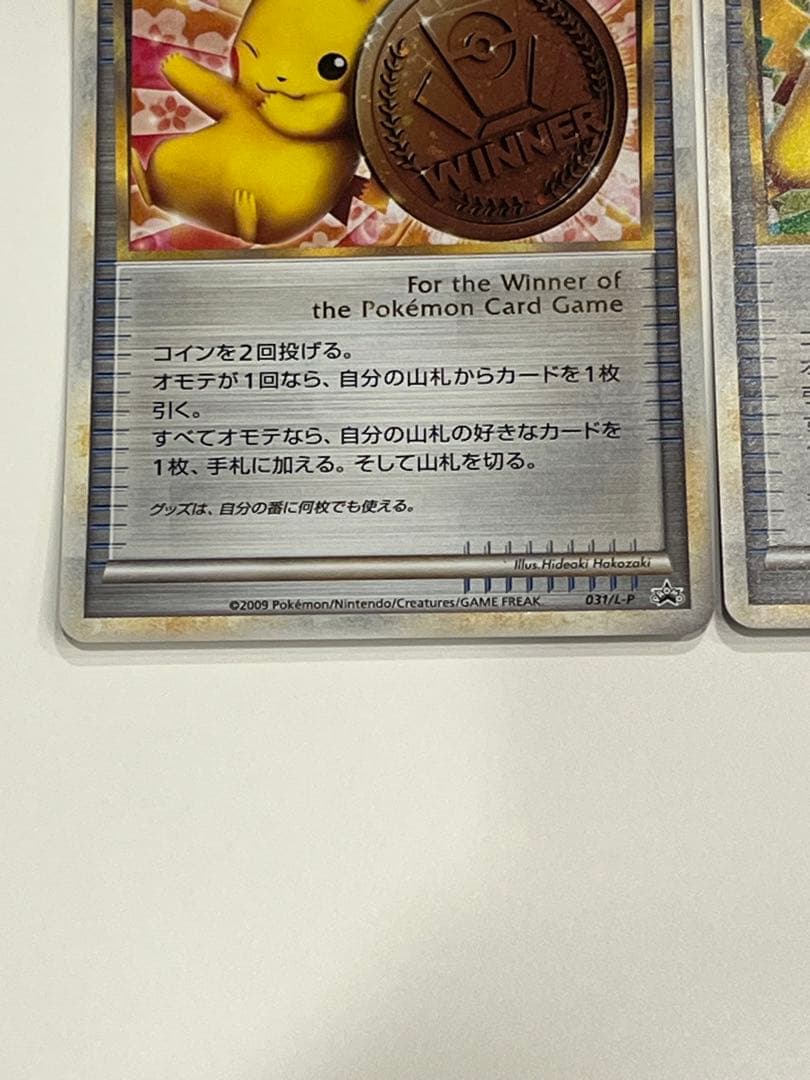 WINNER
For the Winner of
the Pokémon Card Game
コインを2回投げる。
オモテが1回なら、自分の山札からカードを1枚
引く。
すべてオモテなら、自分の山札の好きなカードを
1枚、手札に加える。そして山札を切る。
グッズは、自分の番に何枚でも使える。
Illus.Hideaki Hakozaki
©2009 Pokémon/Nintendo/Creatures/GAME FREAK.
031/L-P